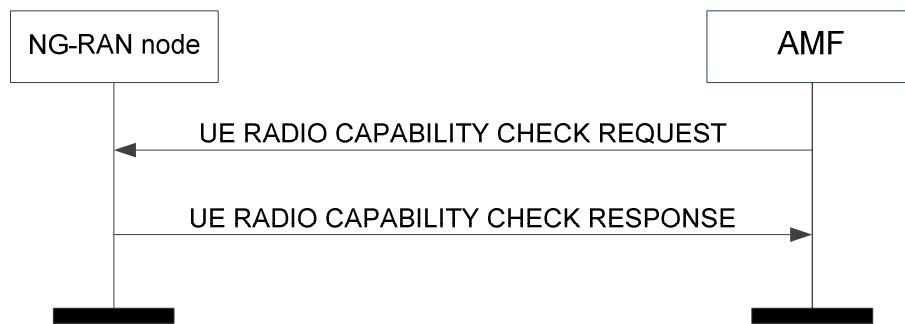 NG-RAN node
AMF
UE RADIO CAPABILITY CHECK REQUEST
UE RADIO CAPABILITY CHECK RESPONSE